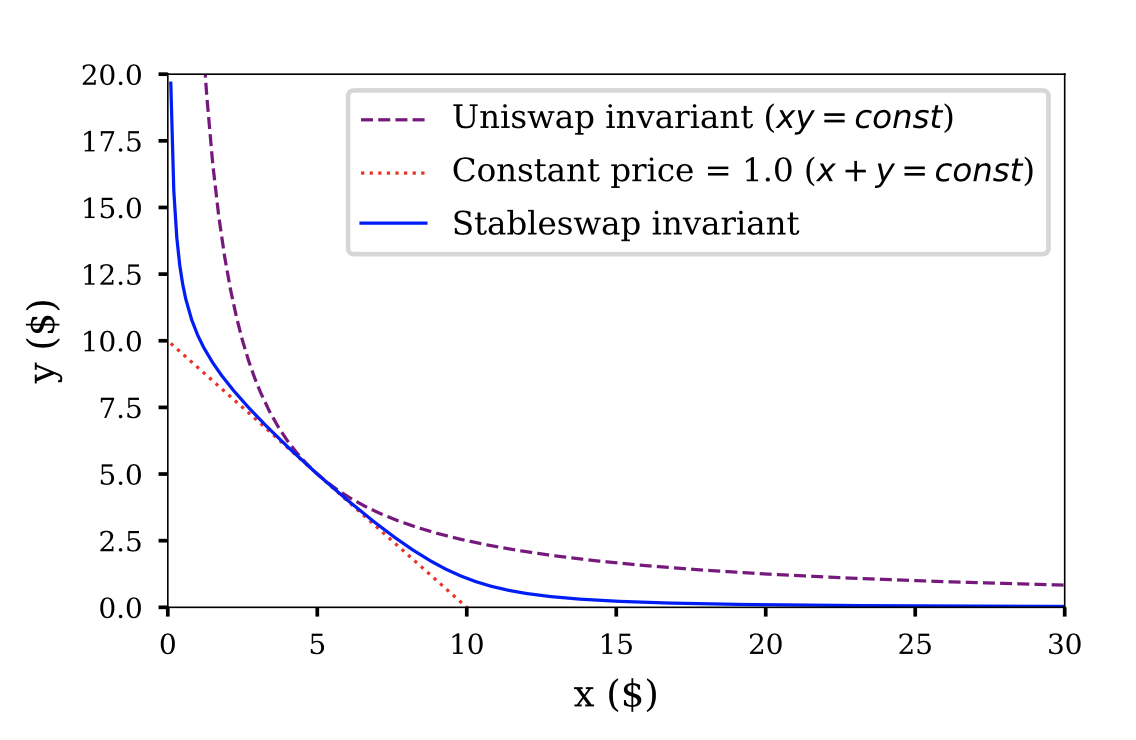 20.0
17.5
15.0
12.5
10.0
7.5
5.0
2.5
0.0
y ($)
Uniswap invariant (xy = const)
Constant price = 1.0 (x + y = const)
Stableswap invariant
0 5 10 15 20 25 30
x ($)